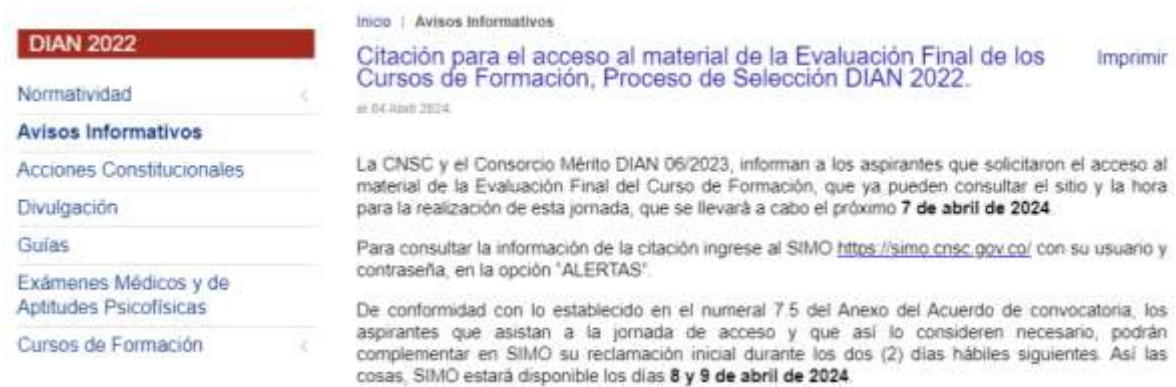 DIAN 2022
Normatividad
Avisos Informativos
Acciones Constitucionales
Divulgación
Guías
Exámenes Médicos y de
Aptitudes Psicofísicas
Cursos de Formación
Inicio | Avisos Informativos
Citación para el acceso al material de la Evaluación Final de los
Cursos de Formación, Proceso de Selección DIAN 2022.
Imprimir
el 04 Abril 2024.
La CNSC y el Consorcio Mérito DIAN 06/2023, informan a los aspirantes que solicitaron el acceso al
material de la Evaluación Final del Curso de Formación, que ya pueden consultar el sitio y la hora
para la realización de esta jornada, que se llevará a cabo el próximo 7 de abril de 2024.
Para consultar la información de la citación ingrese al SIMO https://simo.cnsc.gov.co/ con su usuario y
contraseña, en la opción "ALERTAS".
De conformidad con lo establecido en el numeral 7.5 del Anexo del Acuerdo de convocatoria, los
aspirantes que asistan a la jornada de acceso y que así lo consideren necesario, podrán
complementar en SIMO su reclamación inicial durante los dos (2) días hábiles siguientes. Así las
cosas, SIMO estará disponible los días 8 y 9 de abril de 2024.